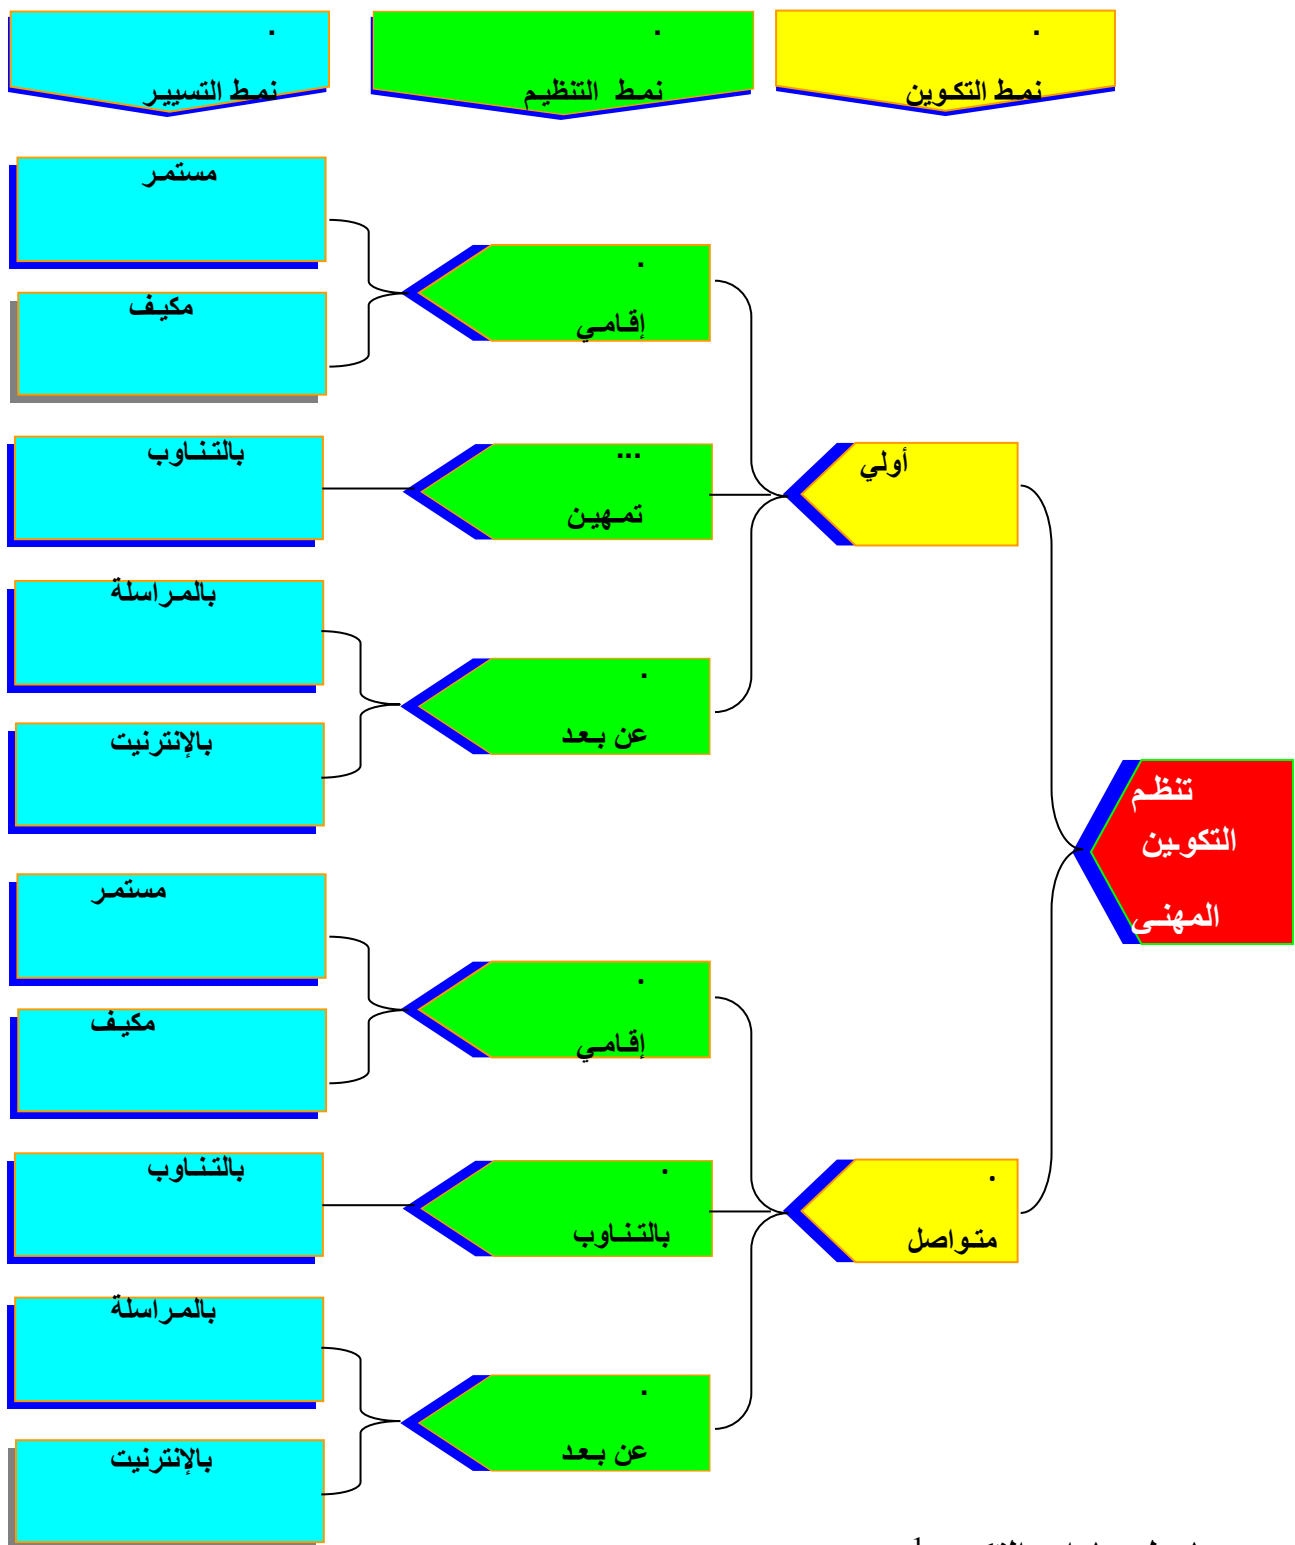 نمط التكوين
نمط التنظيم
نمط التسيير
مستمر
مكيف
إقامي
بالتناوب
...
تمهين
أولي
بالمراسلة
بالإنترنيت
عن بعد
تنظم
التكوين
المهني
مستمر
مكيف
إقامي
بالتناوب
بالتناوب
متواصل
بالمراسلة
بالإنترنيت
عن بعد